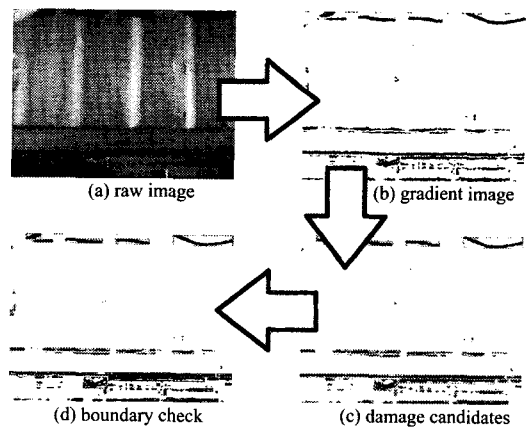 (a) raw image
(b) gradient image
(d) boundary check
(c) damage candidates